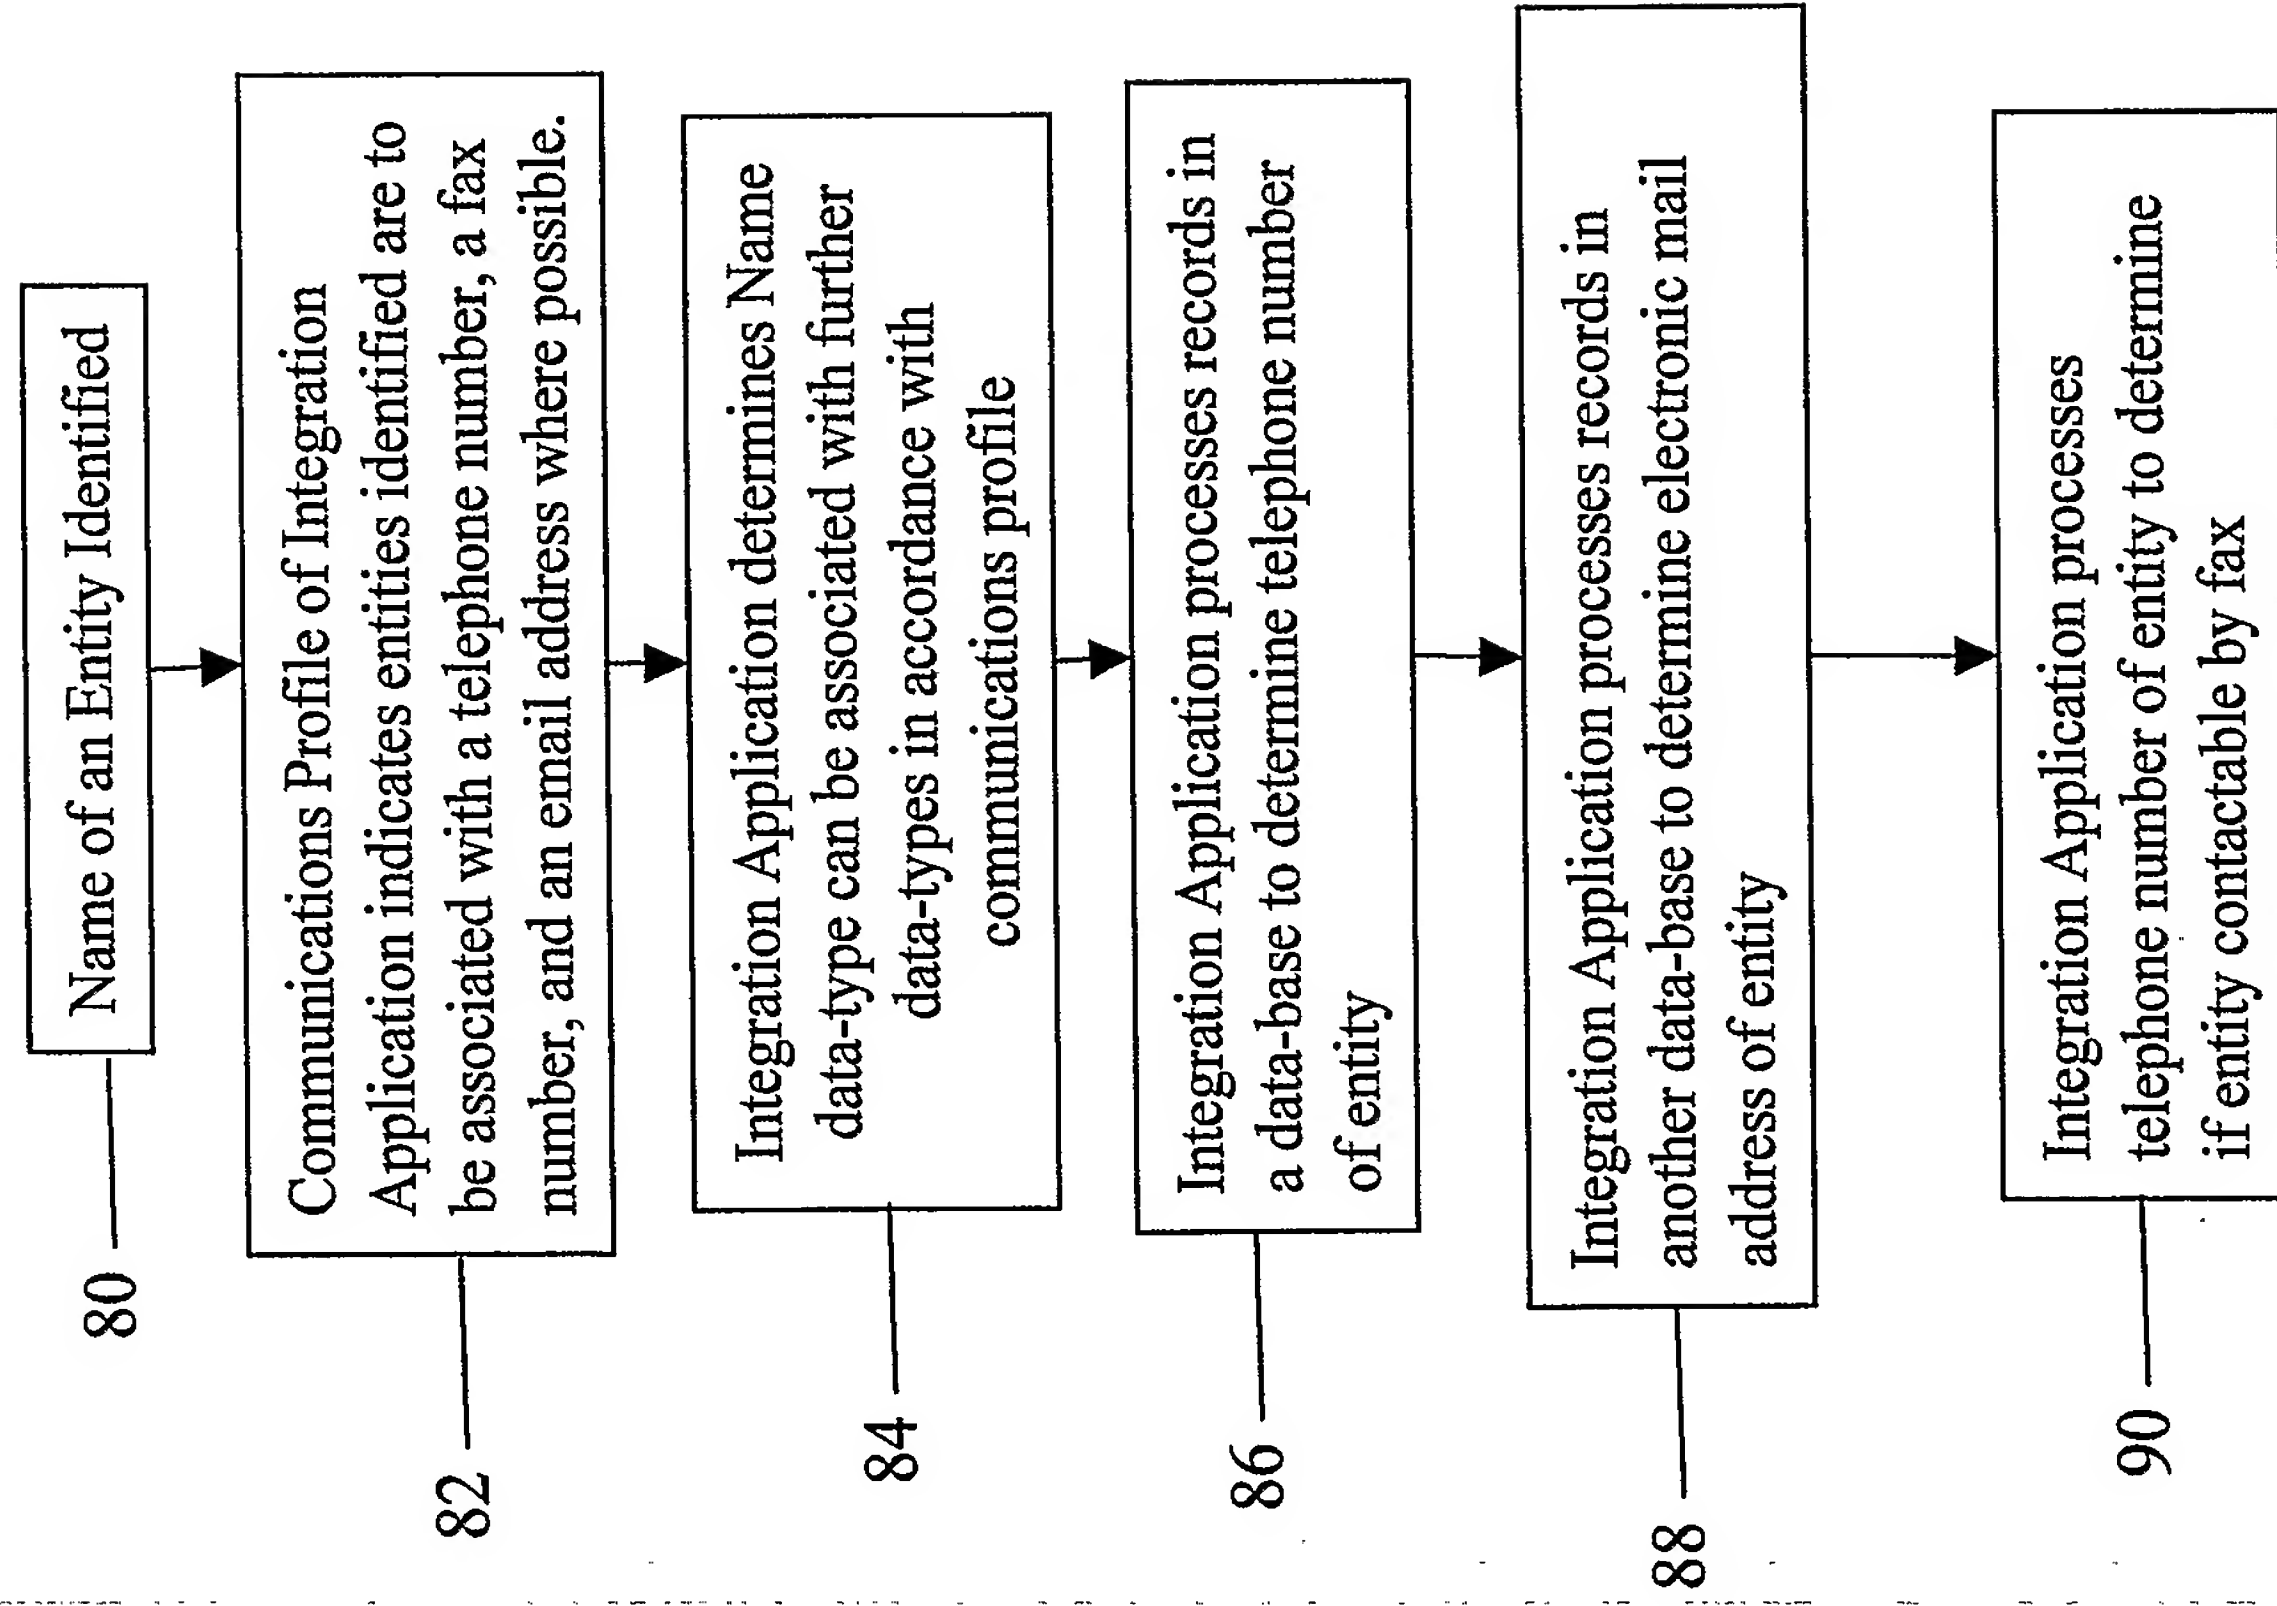 Name of an Entity Identified
80
Communications Profile of Integration
Application indicates entities identified are to
be associated with a telephone number, a fax
number, and an email address where possible.
82
Integration Application determines Name
data-type can be associated with further
data-types in accordance with
communications profile
84
Integration Application processes records in
a data-base to determine telephone number
of entity
86
Integration Application processes records in
another data-base to determine electronic mail
address of entity
88
Integration Application processes
telephone number of entity to determine
if entity contactable by fax
90